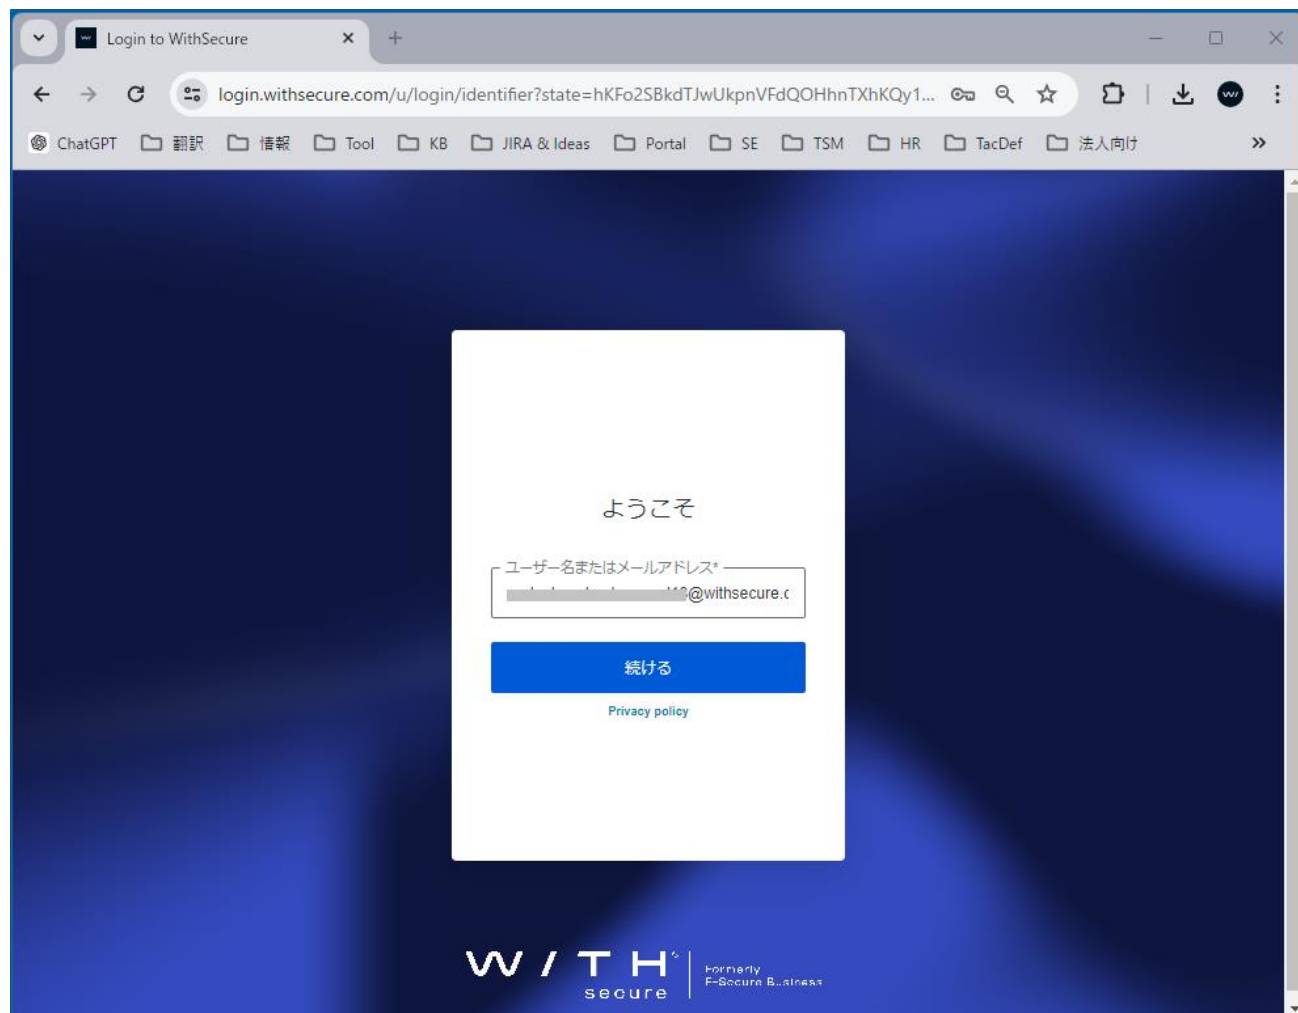 Login to WithSecure
login.withsecure.com/u/login/identifier?state=hKFo2SBkdTJwUkpnVFdQOHhnTXhKQy1...
ChatGPT 翻訳 情報 Tool KB JIRA & Ideas Portal SE TSM HR TacDef 法人向け »
ようこそ
ユーザー名またはメールアドレス*
@withsecure.c
続ける
Privacy policy
W / T H secure
Formerly
F-Secure Business